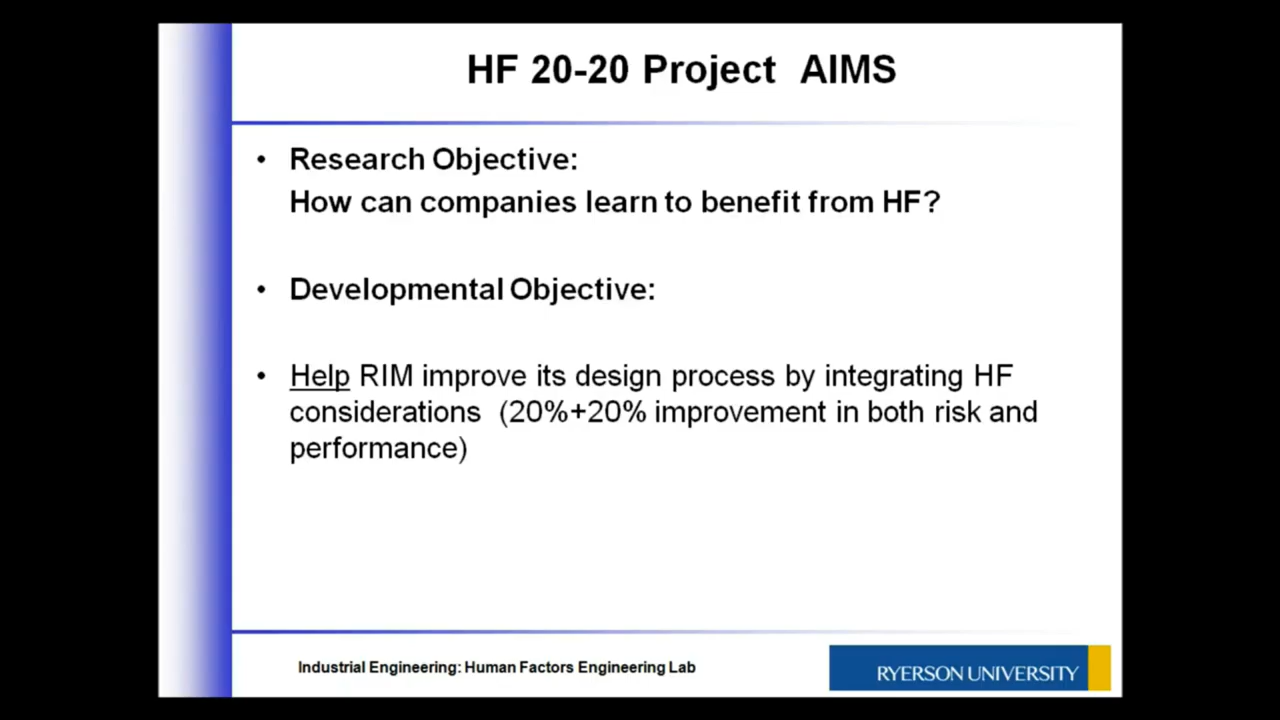 HF 20-20 Project  AIMS
• Research Objective:
How can companies learn to benefit from HF?
• Developmental Objective:
• Help RIM improve its design process by integrating HF
considerations  (20%+20% improvement in both risk and
performance)
Industrial Engineering: Human Factors Engineering Lab
RYERSON UNIVERSITY